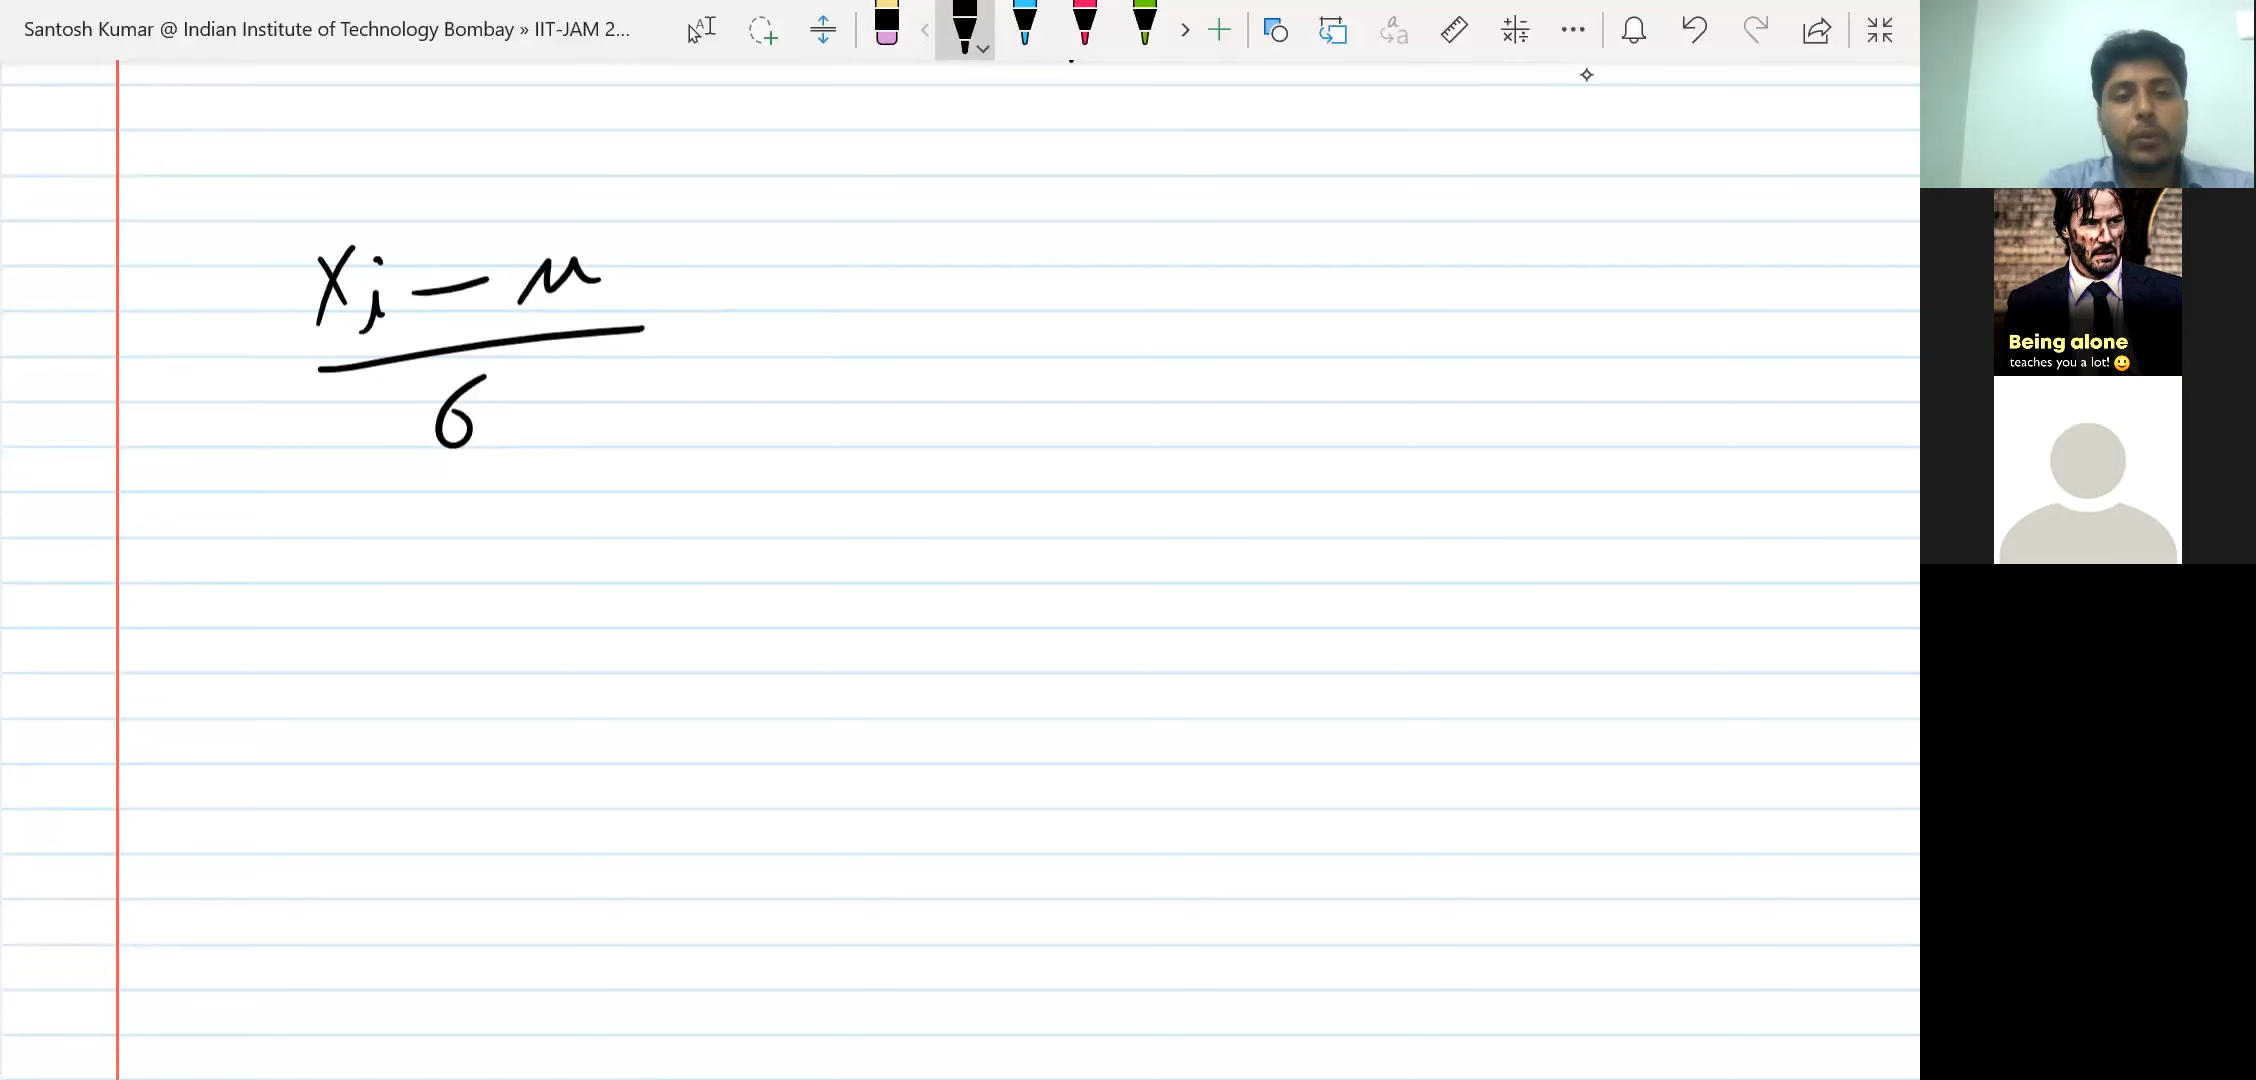 Santosh Kumar @ Indian Institute of Technology Bombay » IIT-JAM 2...
Xi - μ
σ
Being alone
teaches you a lot! 🙂